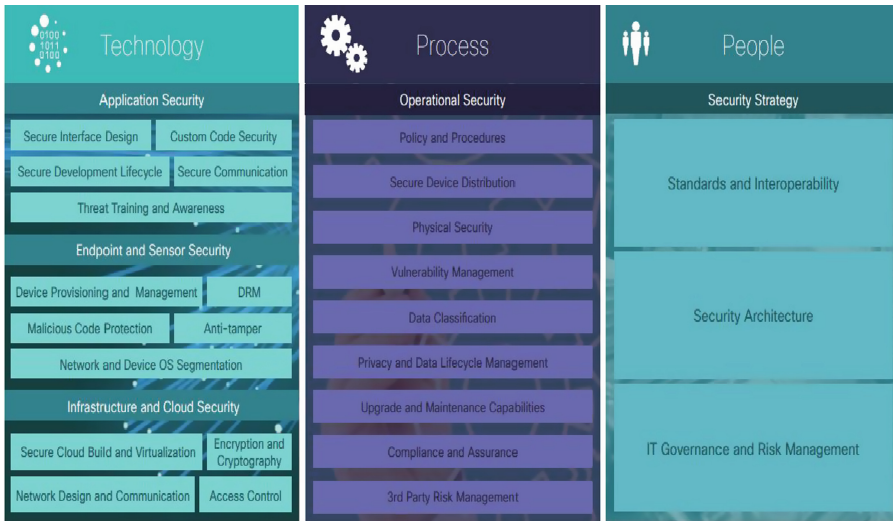 0100
1011
0100
Technology
Application Security
Secure Interface Design
Custom Code Security
Secure Development Lifecycle
Secure Communication
Threat Training and Awareness
Endpoint and Sensor Security
Device Provisioning and Management
DRM
Malicious Code Protection
Anti-tamper
Network and Device OS Segmentation
Infrastructure and Cloud Security
Secure Cloud Build and Virtualization
Encryption and
Cryptography
Network Design and Communication
Access Control
Process
Operational Security
Policy and Procedures
Secure Device Distribution
Physical Security
Vulnerability Management
Data Classification
Privacy and Data Lifecycle Management
Upgrade and Maintenance Capabilities
Compliance and Assurance
3rd Party Risk Management
People
Security Strategy
Standards and Interoperability
Security Architecture
IT Governance and Risk Management